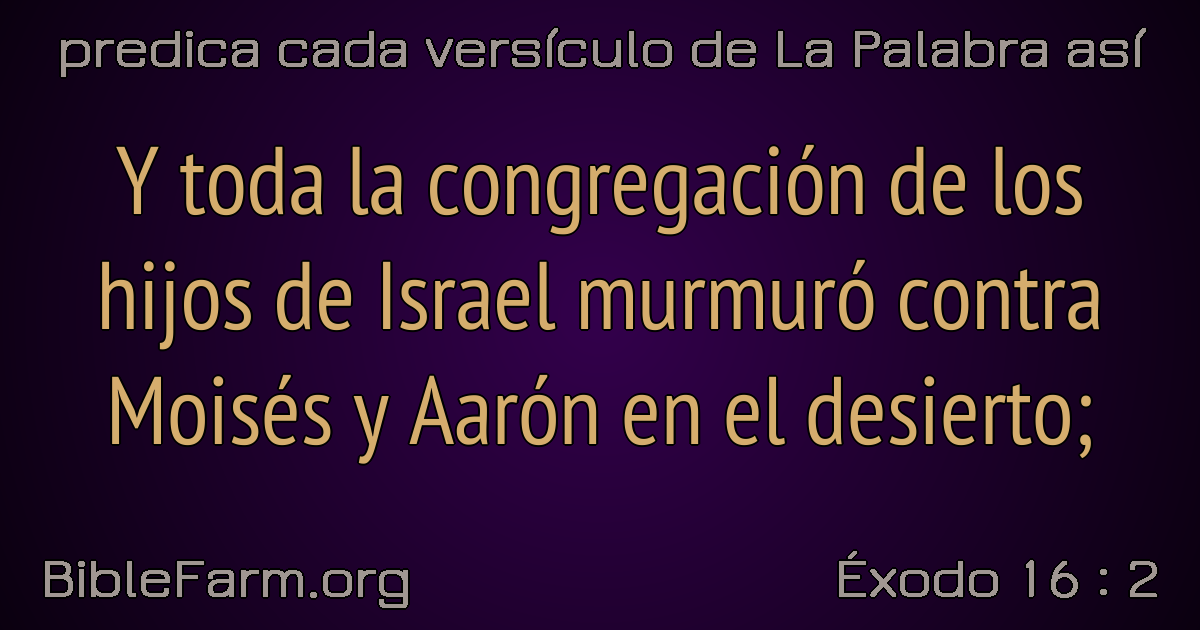 predica cada versículo de La Palabra así
Y toda la congregación de los
hijos de Israel murmuró contra
Moisés y Aarón en el desierto;
BibleFarm.org
Éxodo 16 : 2